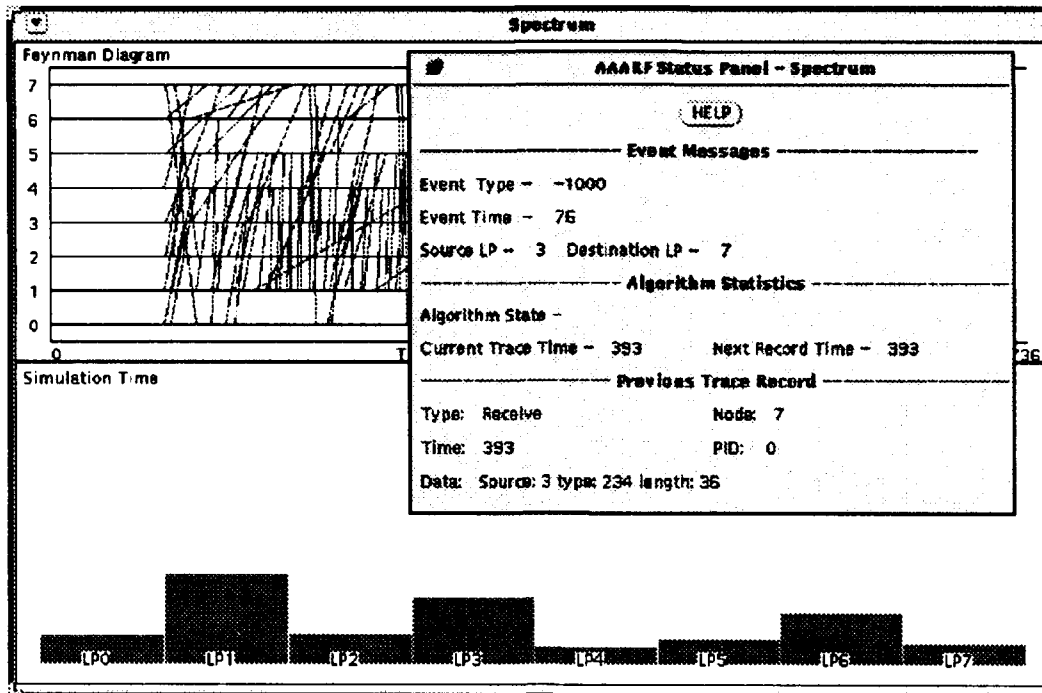 Spectrum
Feynman Diagram
7
6
5
4
3
2
1
0
0
T
36
AAARF Status Panel - Spectrum
HELP
Event Messages
Event Type - -1000
Event Time - 76
Source LP - 3 Destination LP - 7
Algorithm Statistics
Algorithm State -
Current Trace Time - 393 Next Record Time - 393
Previous Trace Record
Type: Receive Node: 7
Time: 393 PID: 0
Data: Source: 3 type: 234 length: 36
Simulation Time
LP0 LP1 LP2 LP3 LP4 LP5 LP6 LP7